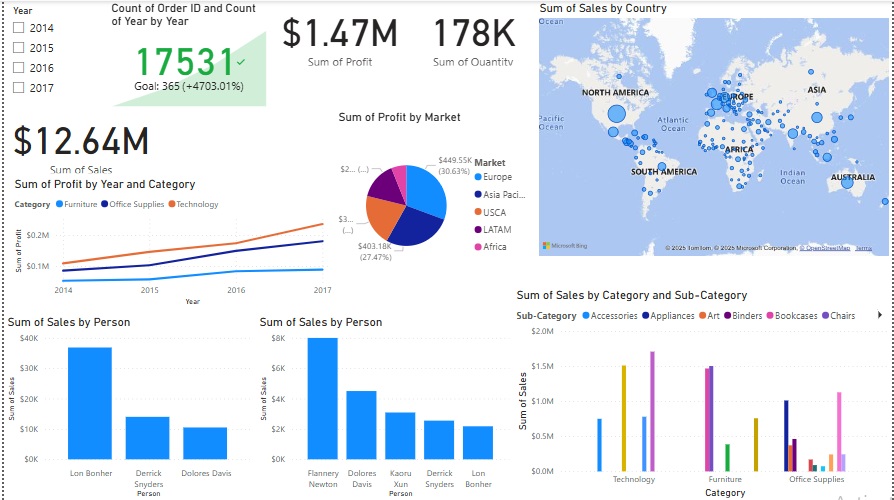 Year
2014
2015
2016
2017
Count of Order ID and Count
of Year by Year
17531
Goal: 365 (+4703.01%)
$1.47M
Sum of Profit
178K
Sum of Quantity
$12.64M
Sum of Sales
Sum of Sales by Country
NORTH AMERICA
EUROPE
ASIA
Pacific
Ocean
Atlantic
Ocean
AFRICA
SOUTH AMERICA
Indian
Ocean
AUSTRALIA
Microsoft Bing
© 2025 TomTom, © 2025 Microsoft Corporation, © OpenStreetMap Terms
Sum of Profit by Market
$449.55K
(30.63%)
$403.18K
(27.47%)
$3...
(...)
$2... (...)
Market
Europe
Asia Paci...
USCA
LATAM
Africa
Sum of Profit by Year and Category
Category Furniture Office Supplies Technology
Sum of Profit
$0.2M
$0.1M
2014 2015 2016 2017
Year
Sum of Sales by Person
Sum of Sales
$40K
$30K
$20K
$10K
$0K
Lon Bonher
Derrick
Snyders
Dolores Davis
Person
Sum of Sales by Person
Sum of Sales
$8K
$6K
$4K
$2K
$0K
Flannery
Newton
Dolores
Davis
Kaoru
Xun
Derrick
Snyders
Lon
Bonher
Person
Sum of Sales by Category and Sub-Category
Sub-Category Accessories Appliances Art Binders Bookcases Chairs
Sum of Sales
$2.0M
$1.5M
$1.0M
$0.5M
$0.0M
Technology Furniture Office Supplies
Category